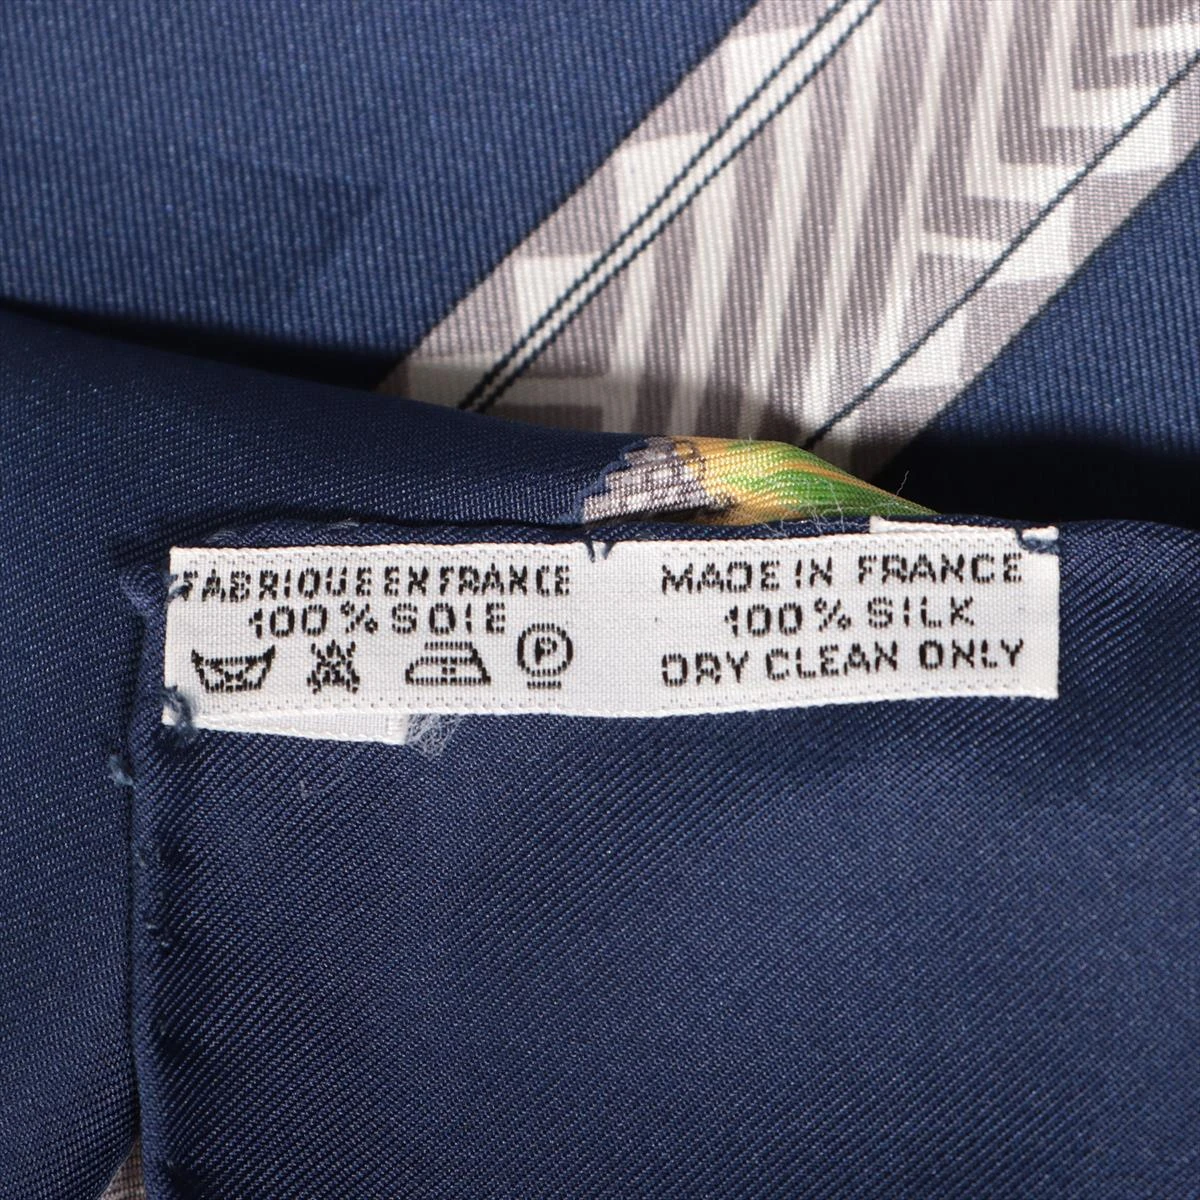 FABRIQUE EN FRANCE
100% SOIE
P
MADE IN FRANCE
100% SILK
DRY CLEAN ONLY